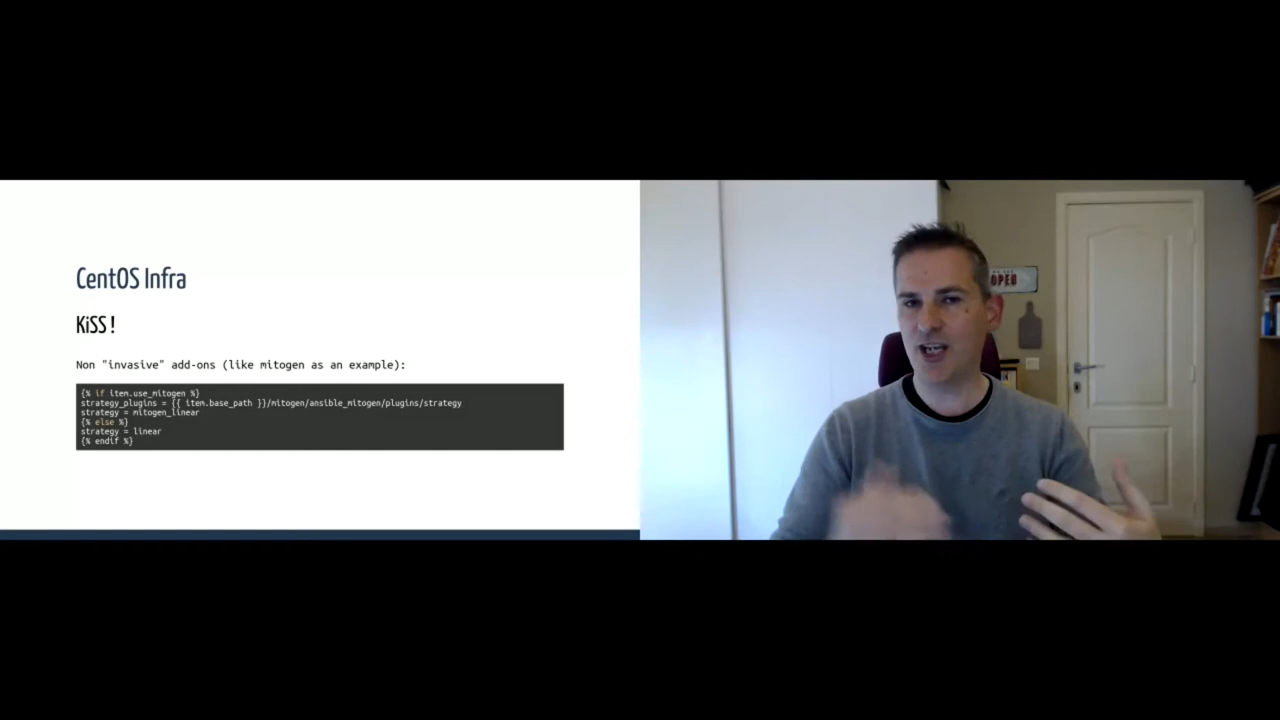 CentOS Infra
KiSS !
Non "invasive" add-ons (like mitogen as an example):
{% if item.use_mitogen %}
strategy_plugins = {{ item.base_path }}/mitogen/ansible_mitogen/plugins/strategy
strategy = mitogen_linear
{% else %}
strategy = linear
{% endif %}
OPEN